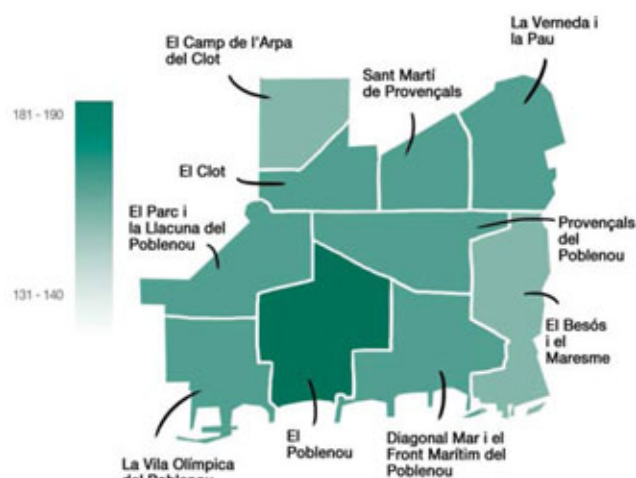 El Camp de l'Arpa
del Clot
La Verneda i
la Pau
Sant Martí
de Provençals
181 - 190
El Clot
El Parc i
la Llacuna del
Poblenou
Provençals
del
Poblenou
131 - 140
El Besós
i el
Maresme
El
Poblenou
Diagonal Mar i el
Front Marítim del
Poblenou
La Vila Olímpica
del Poblenou